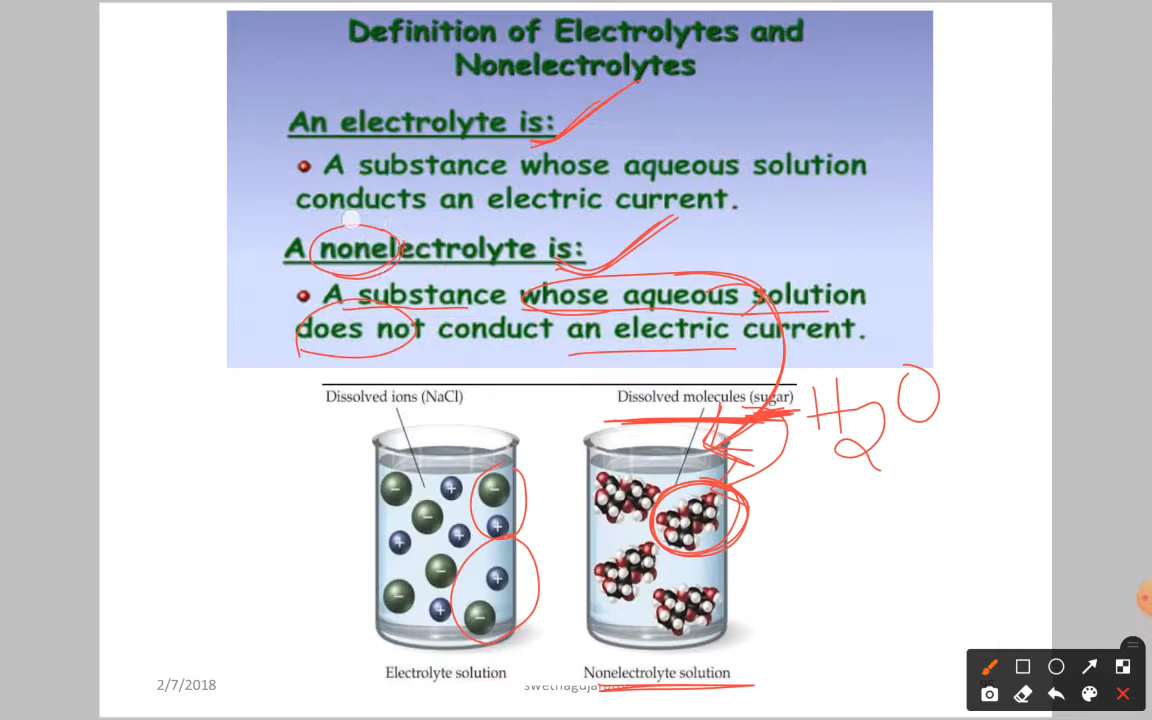 Definition of Electrolytes and
Nonelectrolytes
An electrolyte is:
A substance whose aqueous solution
conducts an electric current.
A nonelectrolyte is:
A substance whose aqueous solution
does not conduct an electric current.
Dissolved ions (NaCl)
Dissolved molecules (sugar)
H2O
− + −
− +
+ +
− +
− + −
Electrolyte solution
Nonelectrolyte solution
2/7/2018